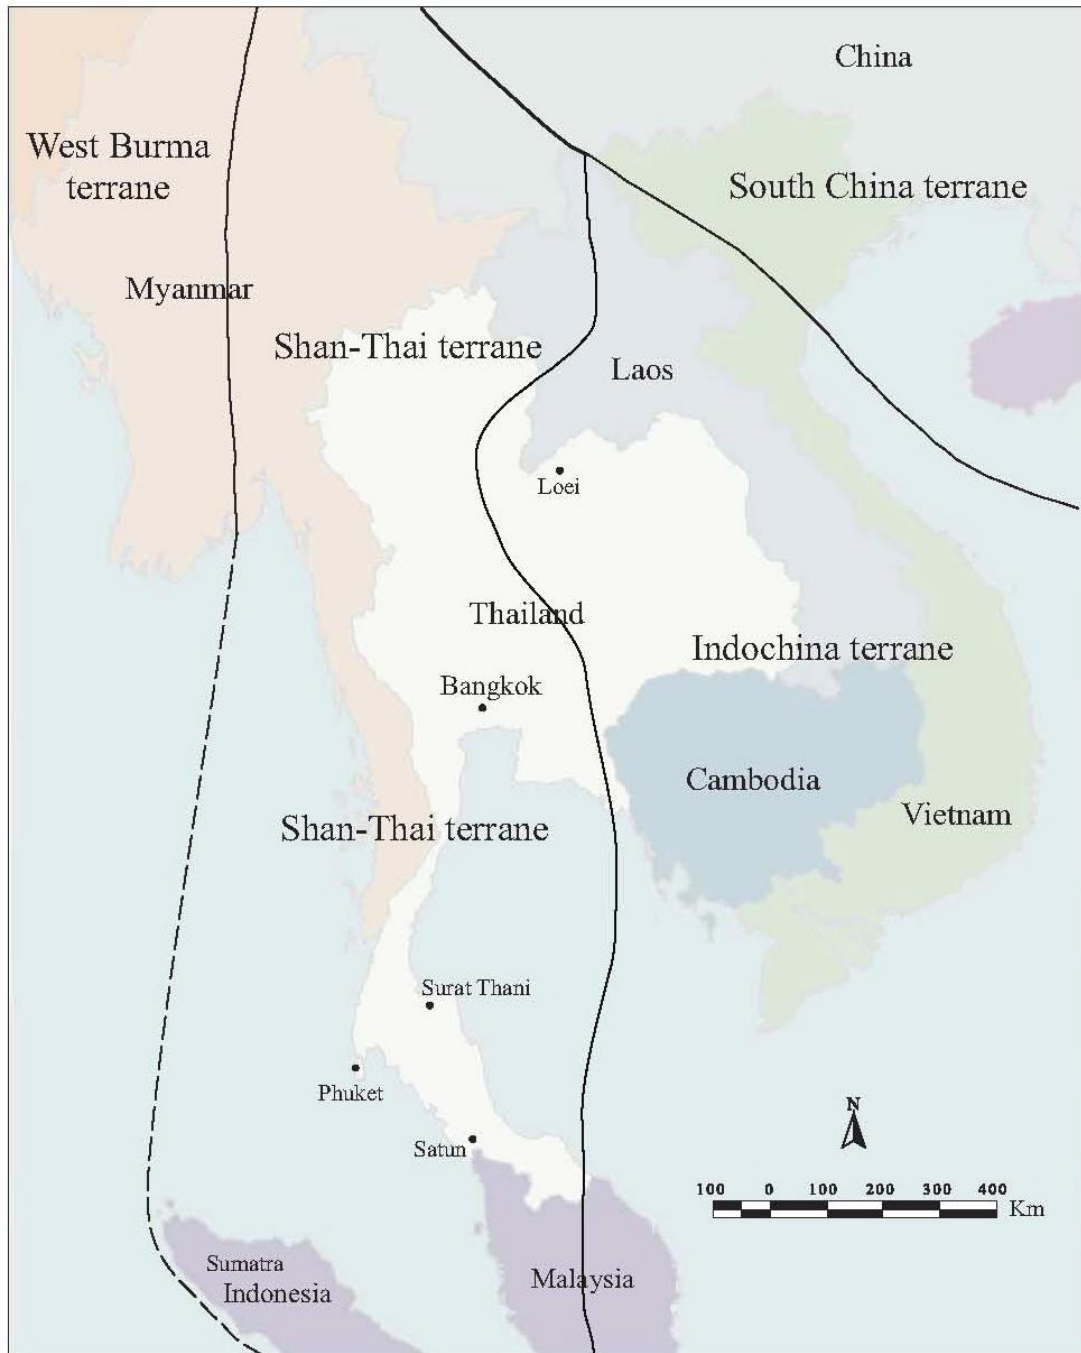 China
West Burma
terrane
South China terrane
Myanmar
Shan-Thai terrane
Laos
Loei
Thailand
Indochina terrane
Bangkok
Cambodia
Shan-Thai terrane
Vietnam
Surat Thani
Phuket
N
Satun
100 0 100 200 300 400
Km
Sumatra
Indonesia
Malaysia